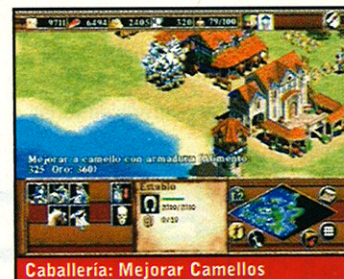 9711 6494 2405 320 79/100
Mejorar a camello con armadura (Alimento
325 Oro: 360)
Establo
2100/2100
0/10
Caballería: Mejorar Camellos